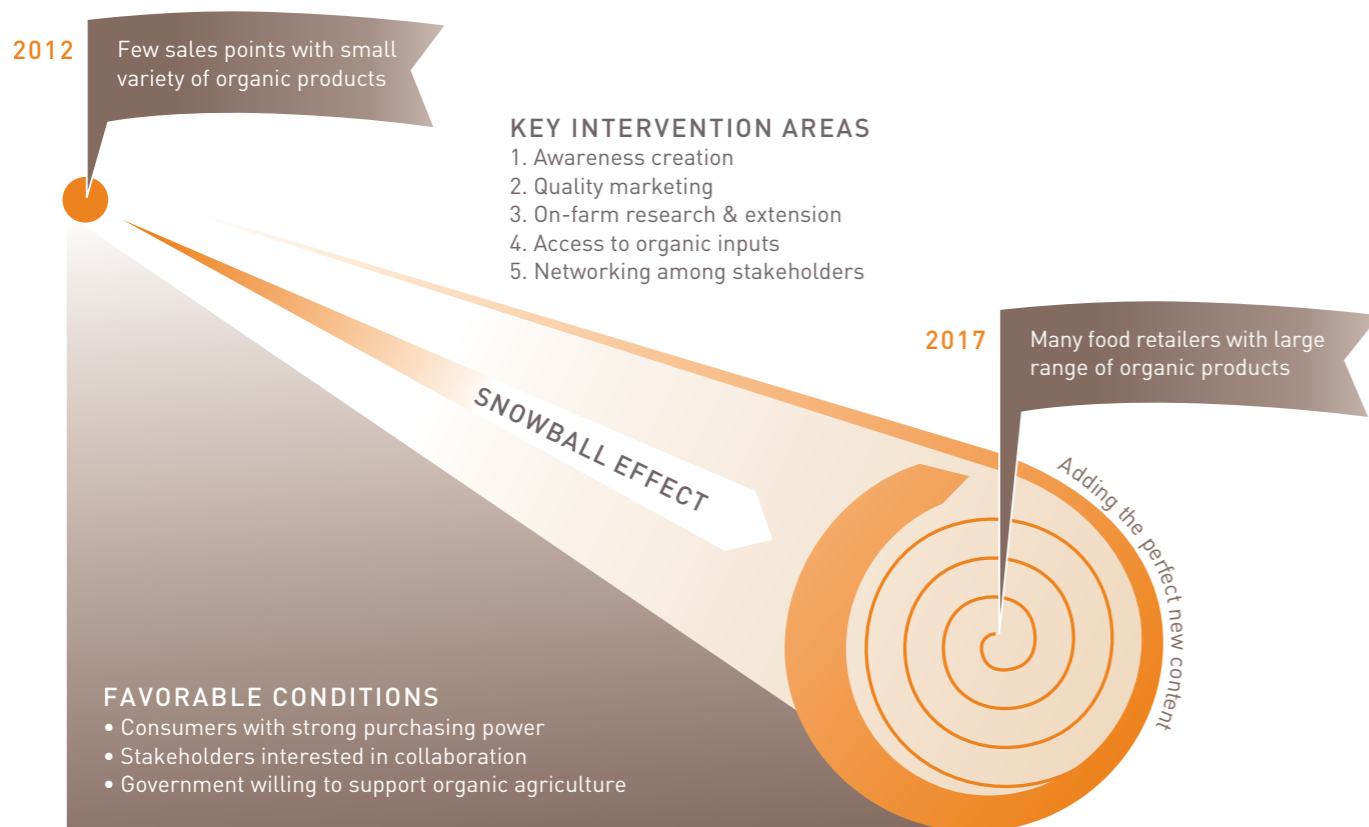 2012
Few sales points with small
variety of organic products
KEY INTERVENTION AREAS
1. Awareness creation
2. Quality marketing
3. On-farm research & extension
4. Access to organic inputs
5. Networking among stakeholders
2017
Many food retailers with large
range of organic products
SNOWBALL EFFECT
Adding the perfect new content
FAVORABLE CONDITIONS
• Consumers with strong purchasing power
• Stakeholders interested in collaboration
• Government willing to support organic agriculture